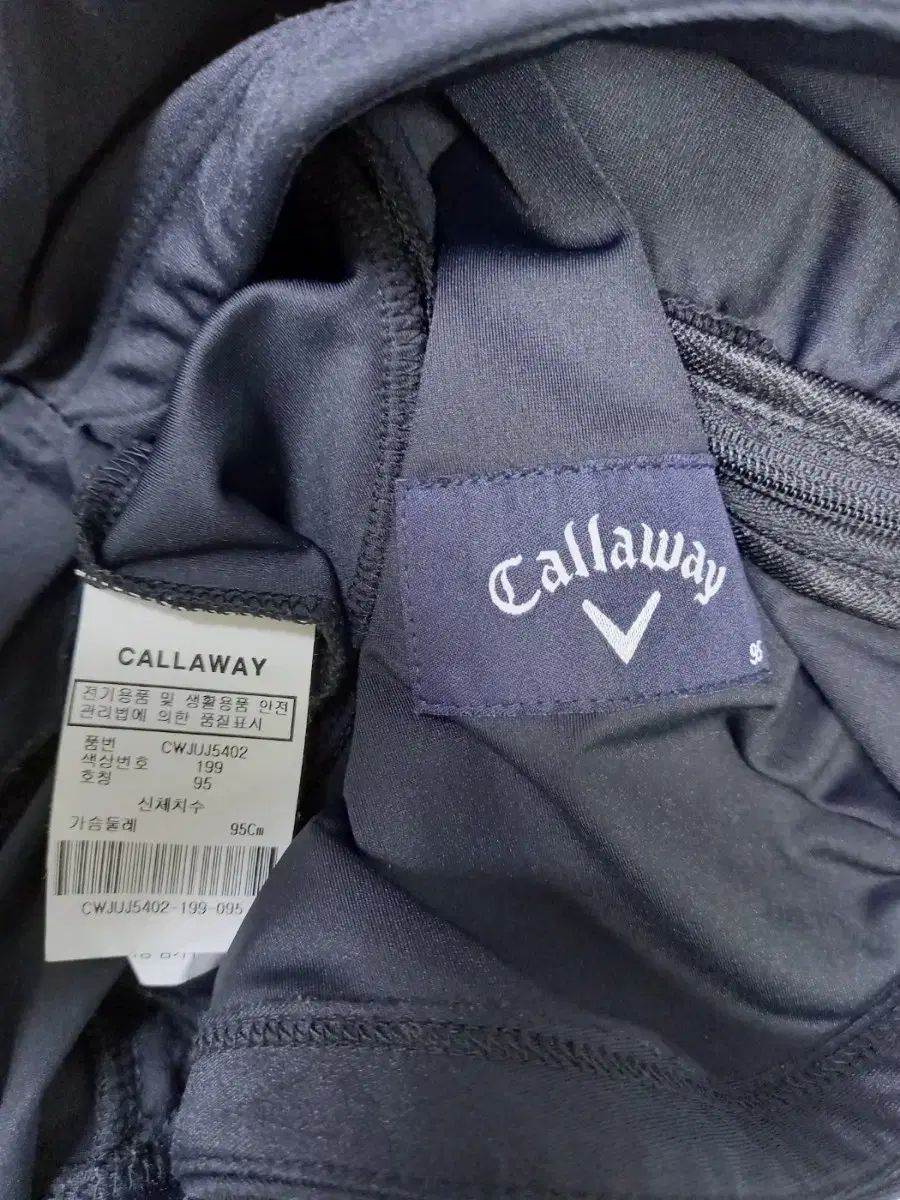 Callaway
95
CALLAWAY
전기용품 및 생활용품 안전
관리법에 의한 품질표시
품번 CWJUJ5402
색상번호 199
호칭 95
신체치수
가슴둘레 95Cm
CWJUJ5402-199-095